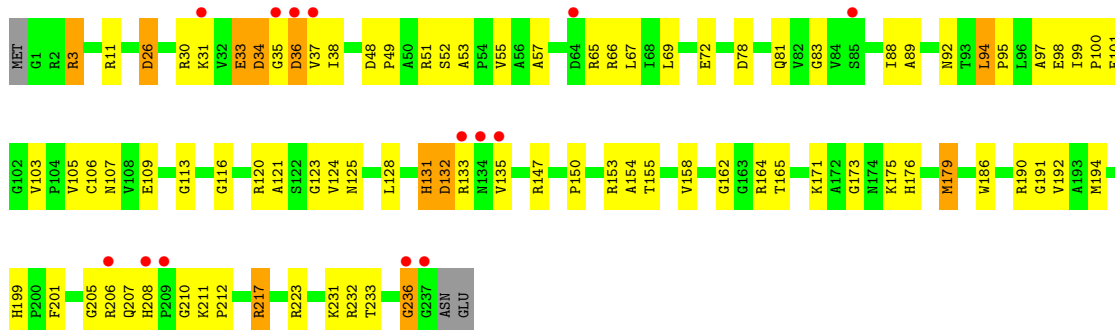 MET G1 R2 R3 R11 D26 R30 K31 V32 E33 D34 G35 D36 V37 I38 D48 P49 A50 R51 S52 A53 P54 V55 A56 A57 D64 R65 R66 L67 I68 L69 E72 D78 Q81 V82 G83 V84 S85 I88 A89 N92 T93 L94 P95 L96 A97 E98 I99 P100 E101
G102 V103 P104 V105 C106 N107 V108 E109 G113 G116 R120 A121 S122 G123 V124 N125 L128 H131 D132 R133 N134 V135 R147 P150 R153 A154 T155 V158 G162 G163 R164 T165 K171 A172 G173 N174 K175 H176 M179 W186 R190 G191 V192 A193 M194
H199 P200 F201 G205 R206 Q207 H208 P209 G210 K211 P212 R217 R223 K231 R232 T233 G236 G237 ASN GLU